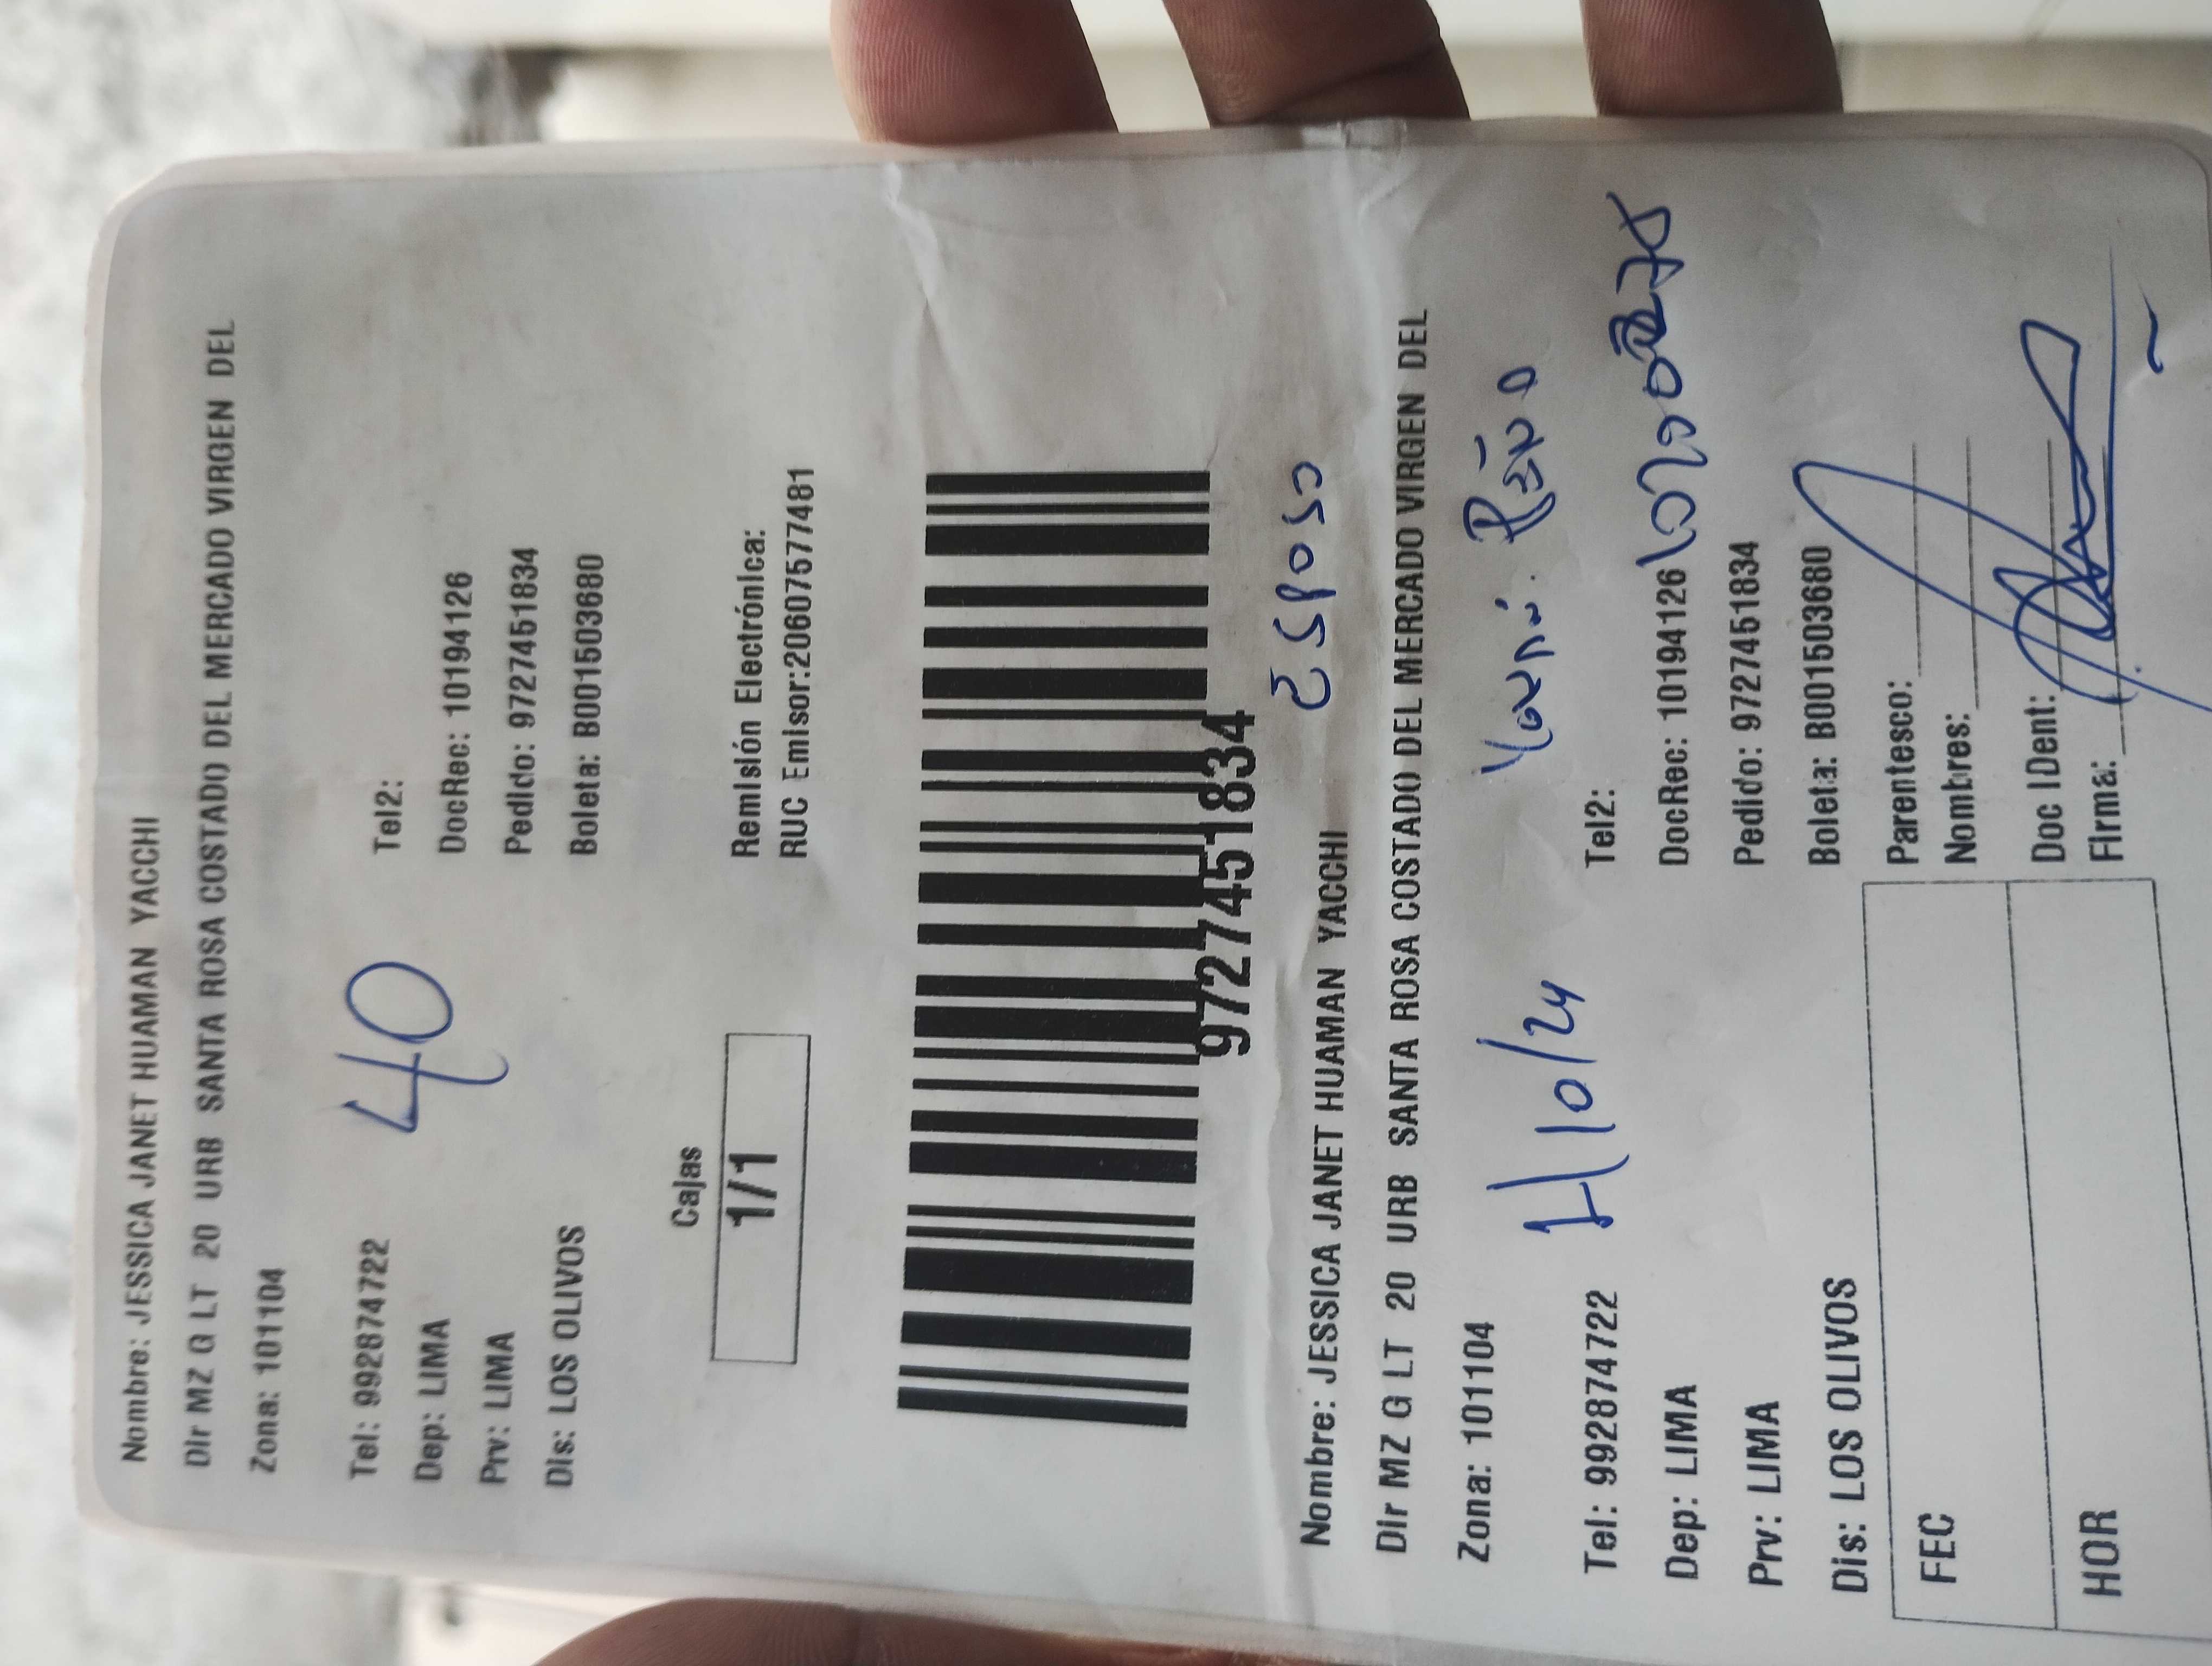 Nombre: JESSICA JANET HUAMAN YACCHI
Dir MZ G LT 20 URB SANTA ROSA COSTADO DEL MERCADO VIRGEN DEL
Zona: 101104
40
Tel: 992874722 Tel2:
Dep: LIMA DocRec: 10194126
Prv: LIMA Pedido: 9727451834
Dis: LOS OLIVOS Boleta: B001503680
Cajas
1/1
Remisión Electrónica:
RUC Emisor:20607577481
9727451834
Esposo
Nombre: JESSICA JANET HUAMAN YACCHI
Dir MZ G LT 20 URB SANTA ROSA COSTADO DEL MERCADO VIRGEN DEL
Zona: 101104
Tel: 992874722 Tel2:
Dep: LIMA DocRec: 10194126
Prv: LIMA Pedido: 9727451834
Dis: LOS OLIVOS Boleta: B001503680
FEC
HOR
Parentesco:
Nombres:
Doc IDent:
Firma: